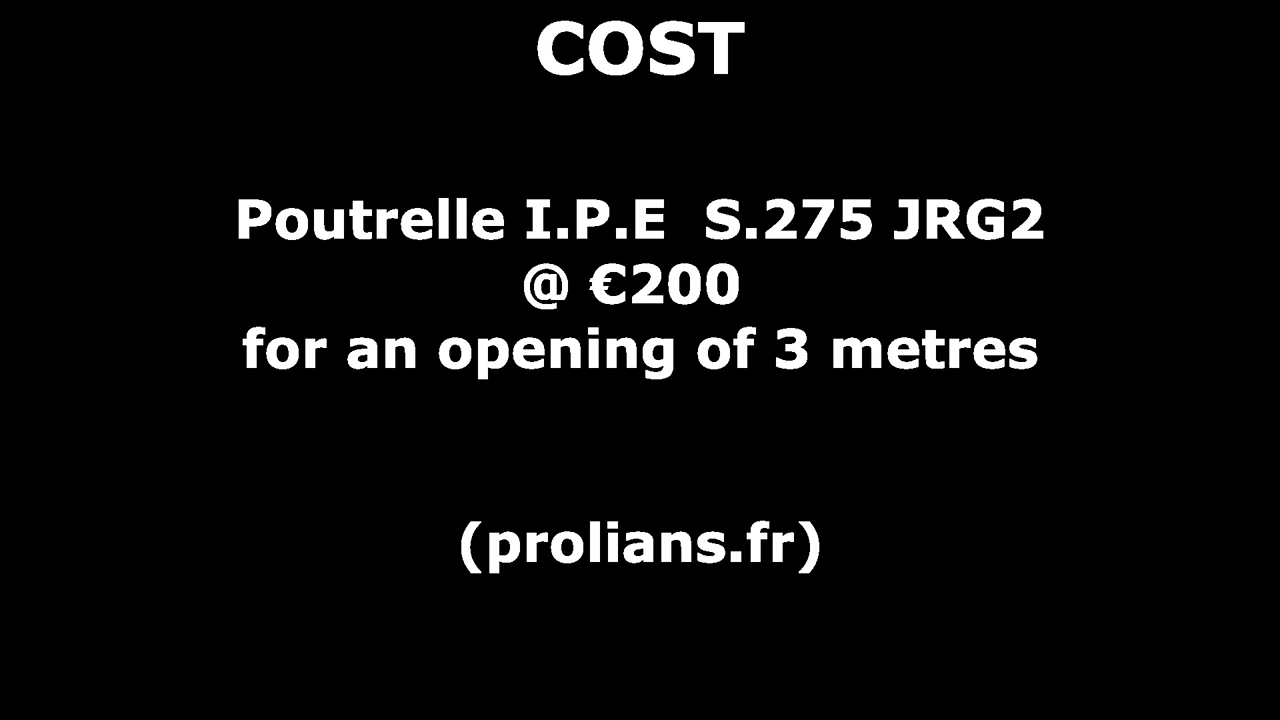 COST
Poutrelle I.P.E S.275 JRG2
@ €200
for an opening of 3 metres
(prolians.fr)